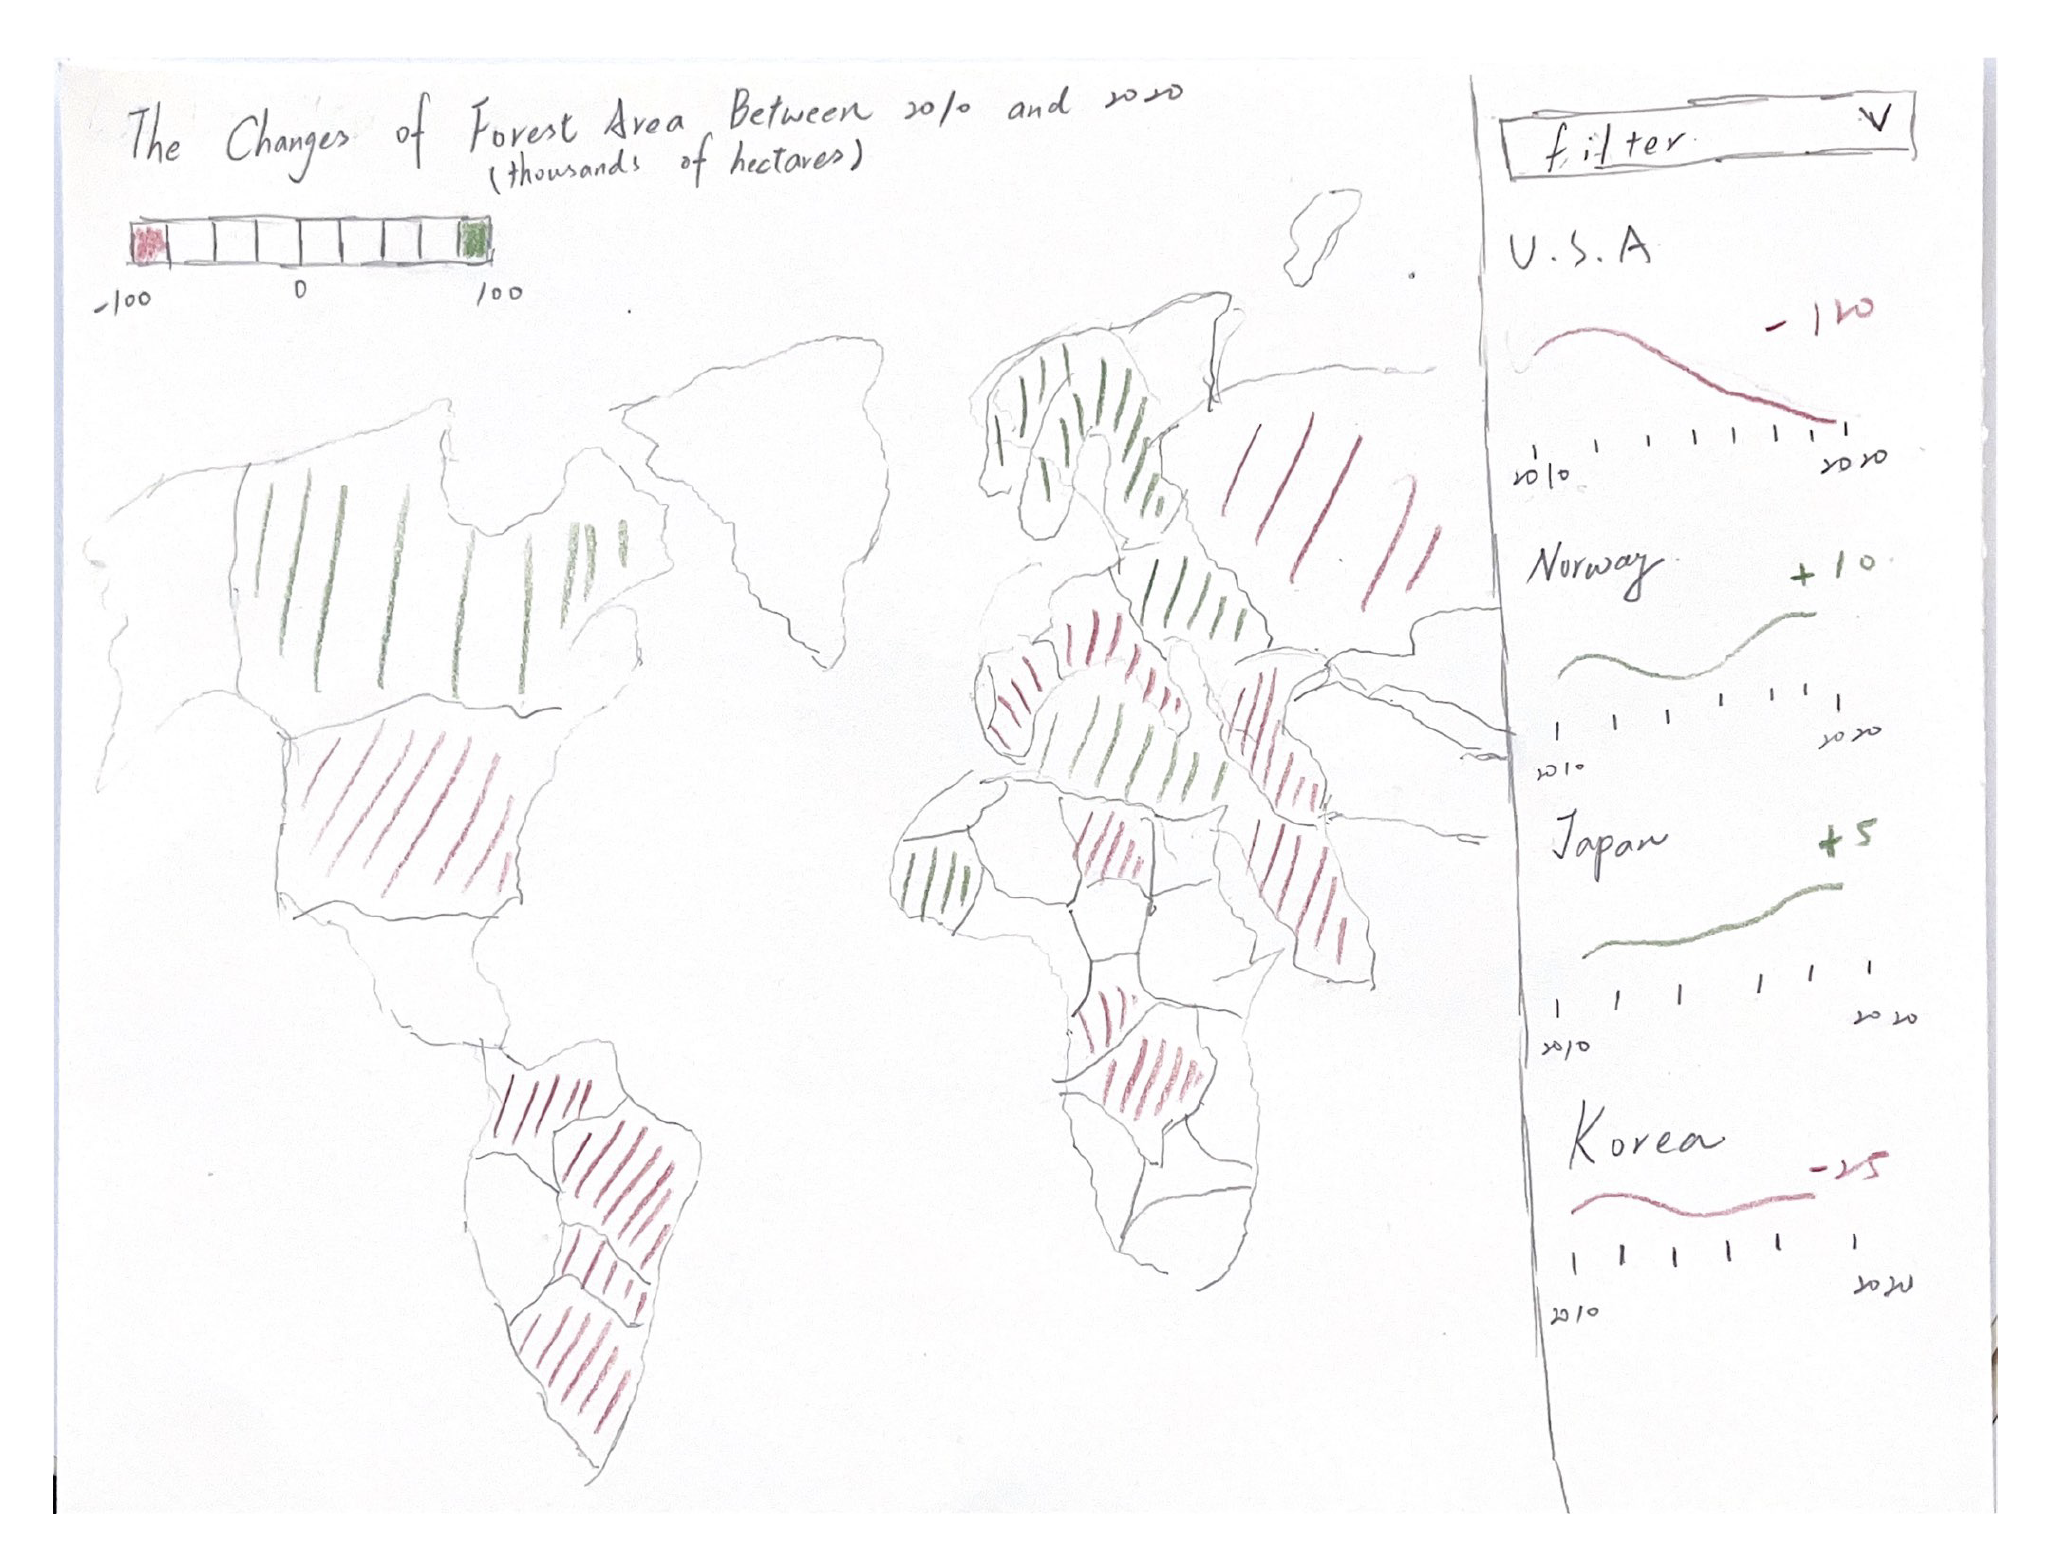 The Changes of Forest Area Between 2010 and 2020
(thousands of hectares)
-100 0 100
filter V
U.S.A
-120
2010 2020
Norway
+10
2010 2020
Japan
+5
2010 2020
Korea
-25
2010 2020